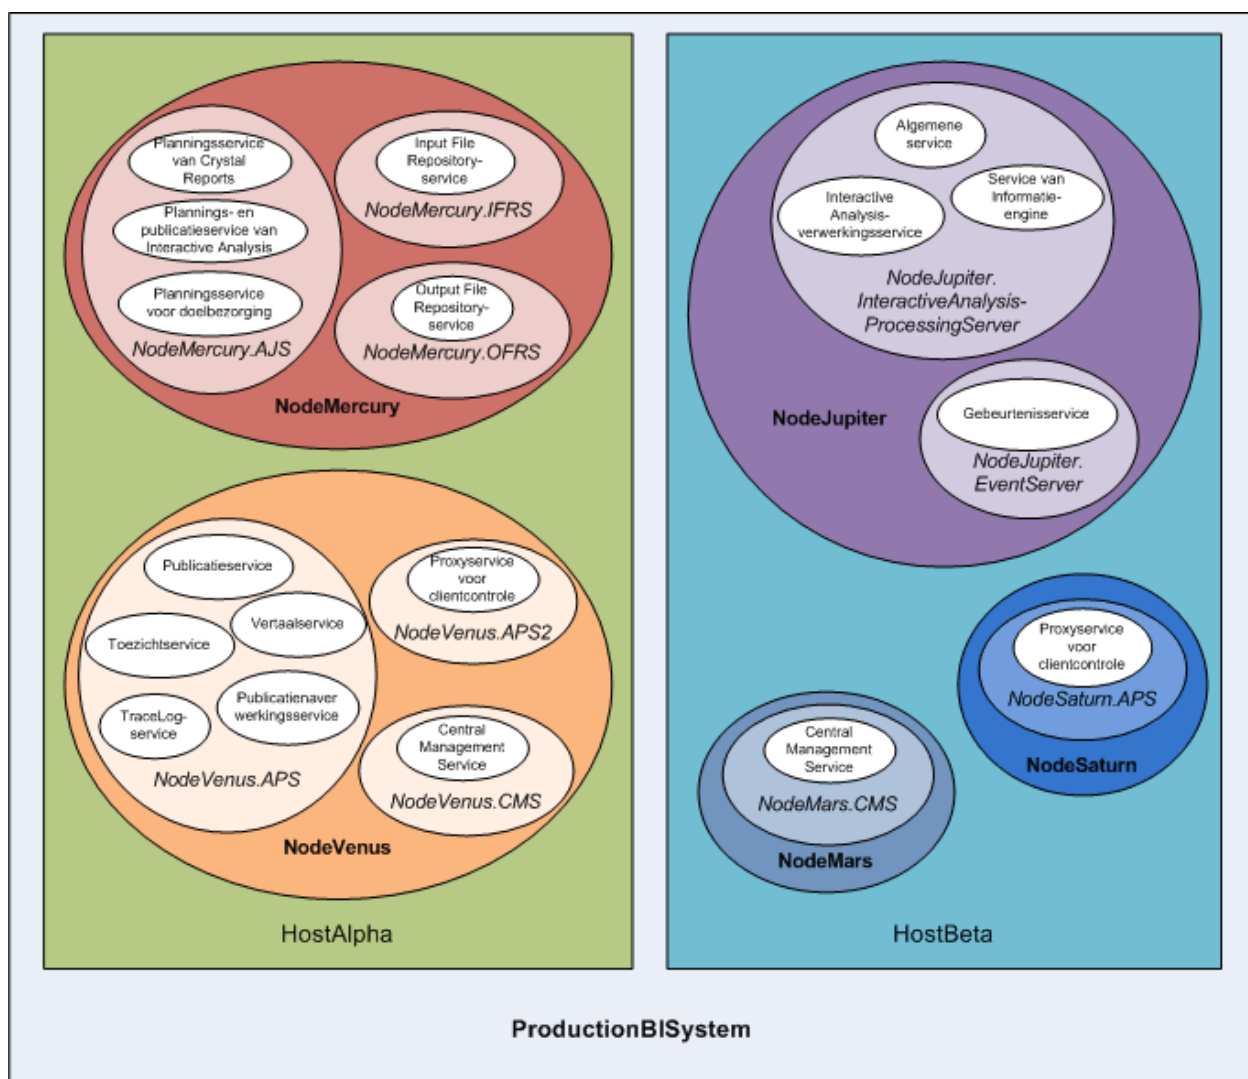 Planningsservice
van Crystal
Reports
Plannings- en
publicatieservice van
Interactive Analysis
Planningsservice
voor doelbezorging
NodeMercury.AJS
Input File
Repository-
service
NodeMercury.IFRS
Output File
Repository-
service
NodeMercury.OFRS
NodeMercury
Publicatieservice
Vertaalservice
Toezichtservice
Publicatienaver
werkingsservice
TraceLog-
service
NodeVenus.APS
Proxyservice
voor
clientcontrole
NodeVenus.APS2
Central
Management
Service
NodeVenus.CMS
NodeVenus
HostAlpha
Algemene
service
Interactive
Analysis-
verwerkingsservice
Service van
Informatie-
engine
NodeJupiter.
InteractiveAnalysis-
ProcessingServer
NodeJupiter
Gebeurtenisservice
NodeJupiter.
EventServer
Proxyservice
voor
clientcontrole
NodeSaturn.APS
NodeSaturn
Central
Management
Service
NodeMars.CMS
NodeMars
HostBeta
ProductionBISystem